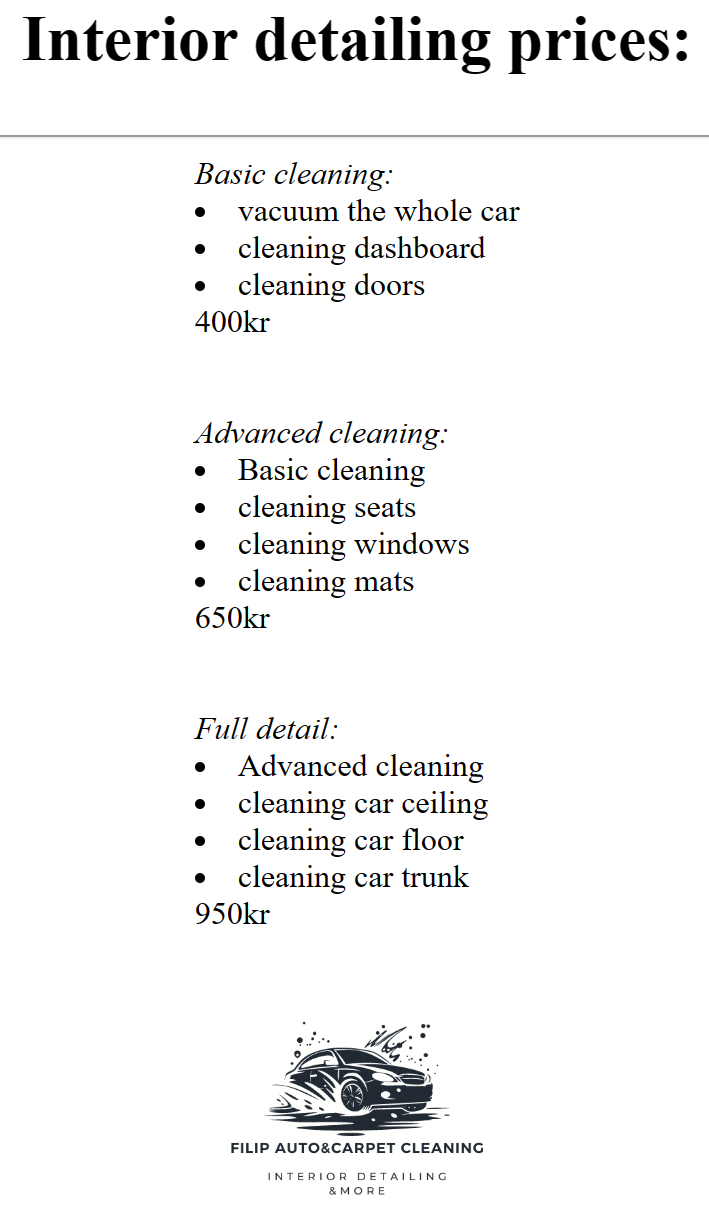 Interior detailing prices:
Basic cleaning:
• vacuum the whole car
• cleaning dashboard
• cleaning doors
400kr
Advanced cleaning:
• Basic cleaning
• cleaning seats
• cleaning windows
• cleaning mats
650kr
Full detail:
• Advanced cleaning
• cleaning car ceiling
• cleaning car floor
• cleaning car trunk
950kr
FILIP AUTO&CARPET CLEANING
INTERIOR DETAILING
&MORE